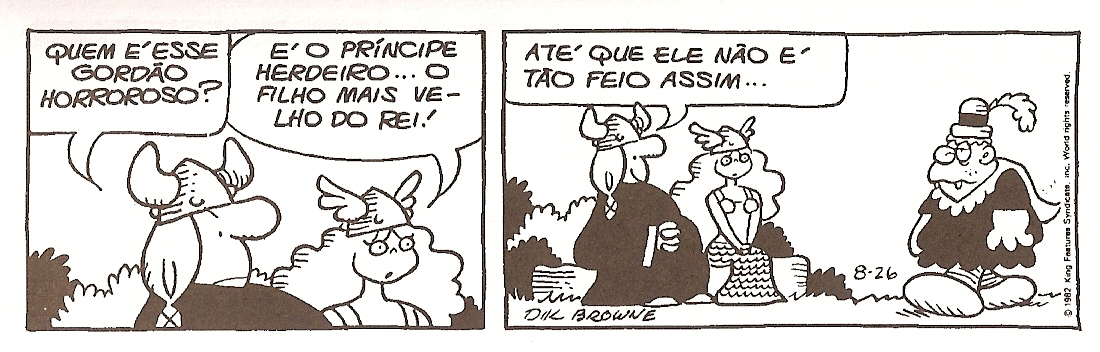 QUEM E´ ESSE
GORDÃO
HORROROSO?
E´ O PRÍNCIPE
HERDEIRO... O
FILHO MAIS VE-
LHO DO REI!
ATE´ QUE ELE NÃO E´
TÃO FEIO ASSIM...
8-26
DIK BROWNE
© 1982 King Features Syndicate, Inc. World rights reserved.